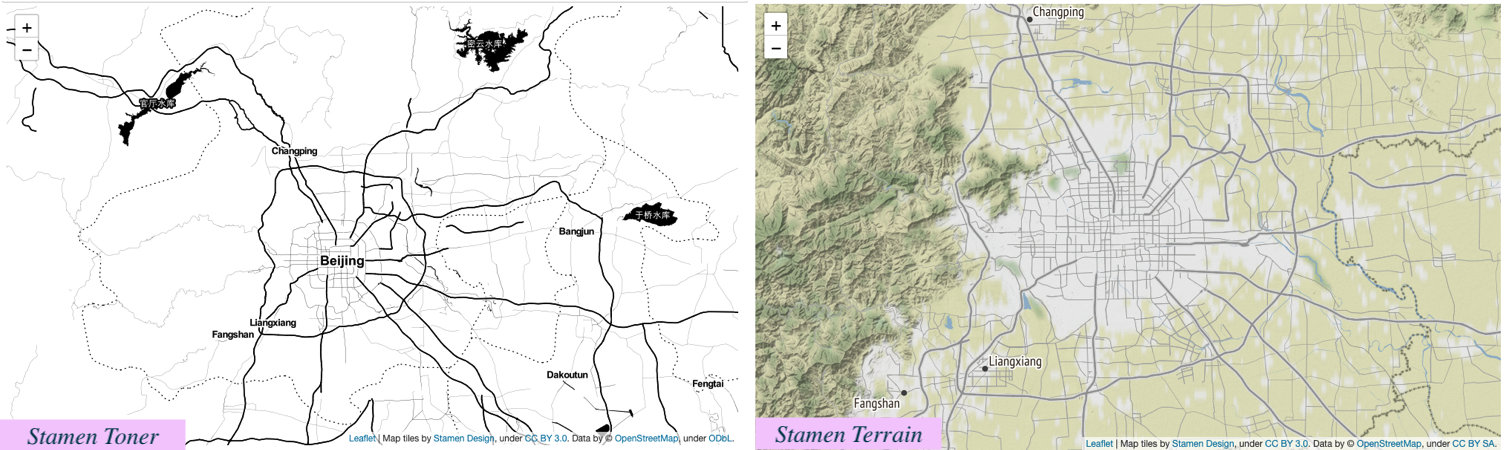 +
−
密云水库
官厅水库
Changping
于桥水库
Bangjun
Beijing
Liangxiang
Fangshan
Dakoutun
Fengtai
Stamen Toner
Leaflet | Map tiles by Stamen Design, under CC BY 3.0. Data by © OpenStreetMap, under ODbL.
+
−
Changping
Liangxiang
Fangshan
Stamen Terrain
Leaflet | Map tiles by Stamen Design, under CC BY 3.0. Data by © OpenStreetMap, under CC BY SA.